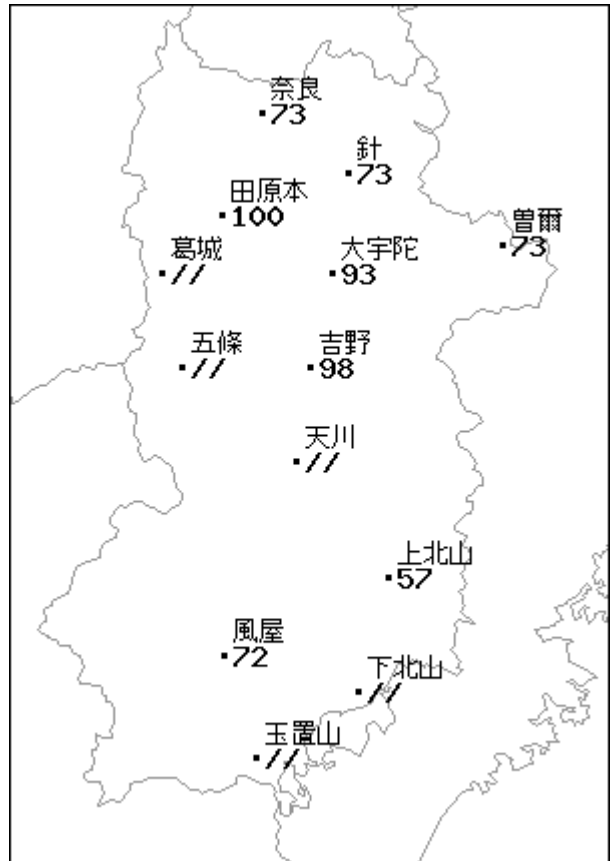 奈良
73
針
73
田原本
100
曽爾
73
葛城
//
大宇陀
93
五條
//
吉野
98
天川
//
上北山
57
風屋
72
下北山
//
玉置山
//